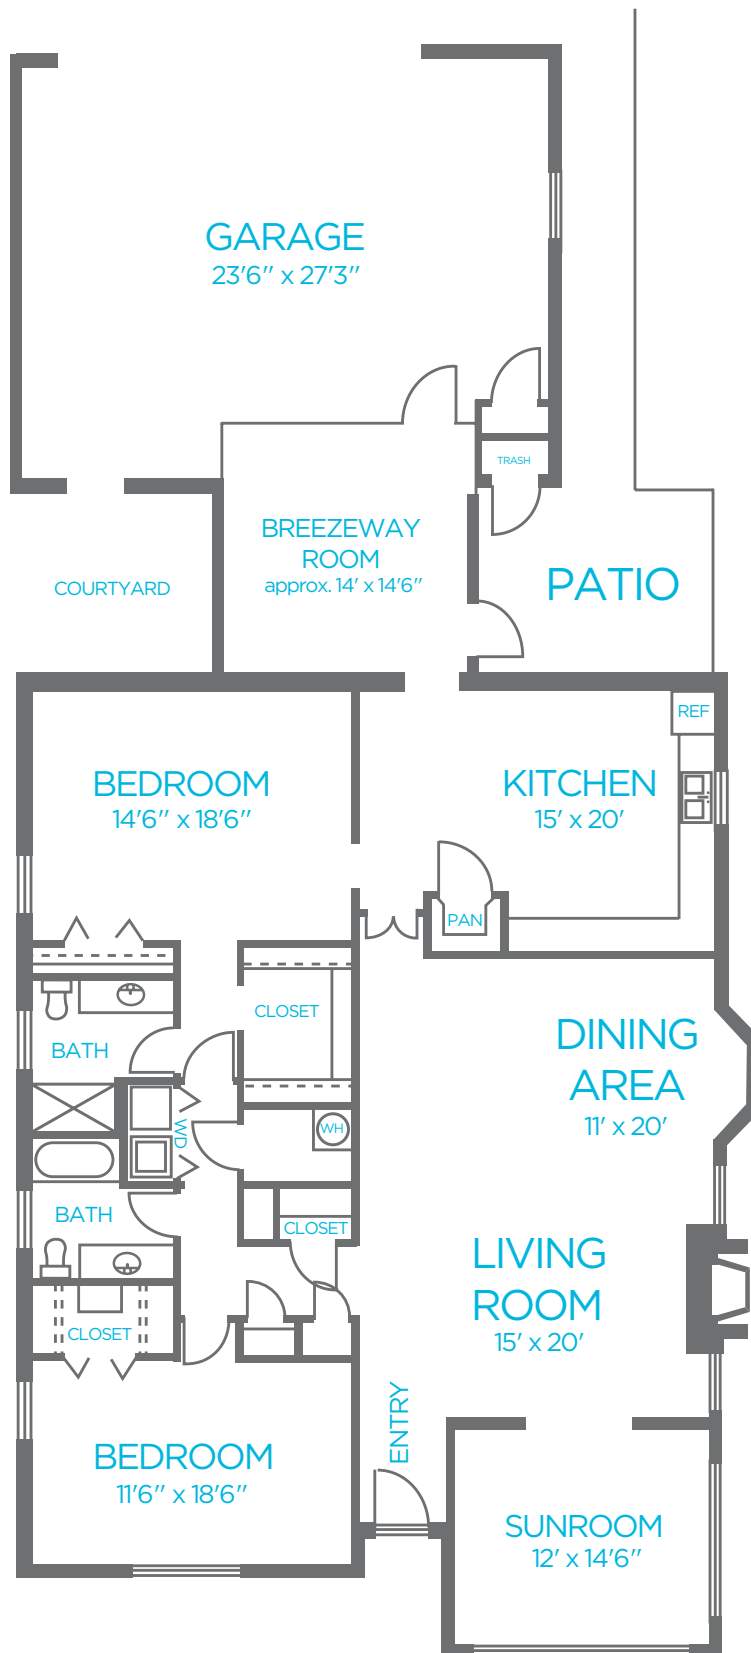 GARAGE
23'6" x 27'3"
TRASH
BREEZEWAY
ROOM
approx. 14' x 14'6"
COURTYARD
PATIO
REF
BEDROOM
14'6" x 18'6"
KITCHEN
15' x 20'
PAN
CLOSET
BATH
DINING
AREA
11' x 20'
WD
WH
BATH
CLOSET
LIVING
ROOM
15' x 20'
CLOSET
ENTRY
BEDROOM
11'6" x 18'6"
SUNROOM
12' x 14'6"